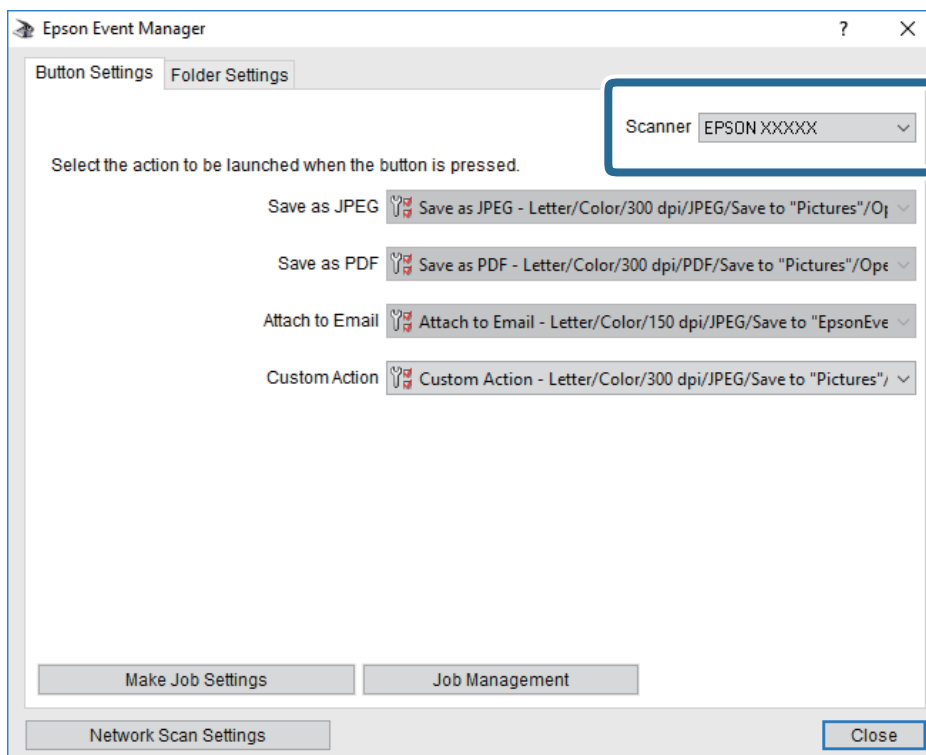 Epson Event Manager
Button Settings Folder Settings
Scanner EPSON XXXXX
Select the action to be launched when the button is pressed.
Save as JPEG Save as JPEG - Letter/Color/300 dpi/JPEG/Save to "Pictures"/Op
Save as PDF Save as PDF - Letter/Color/300 dpi/PDF/Save to "Pictures"/Ope
Attach to Email Attach to Email - Letter/Color/150 dpi/JPEG/Save to "EpsonEve
Custom Action Custom Action - Letter/Color/300 dpi/JPEG/Save to "Pictures"/
Make Job Settings Job Management
Network Scan Settings Close